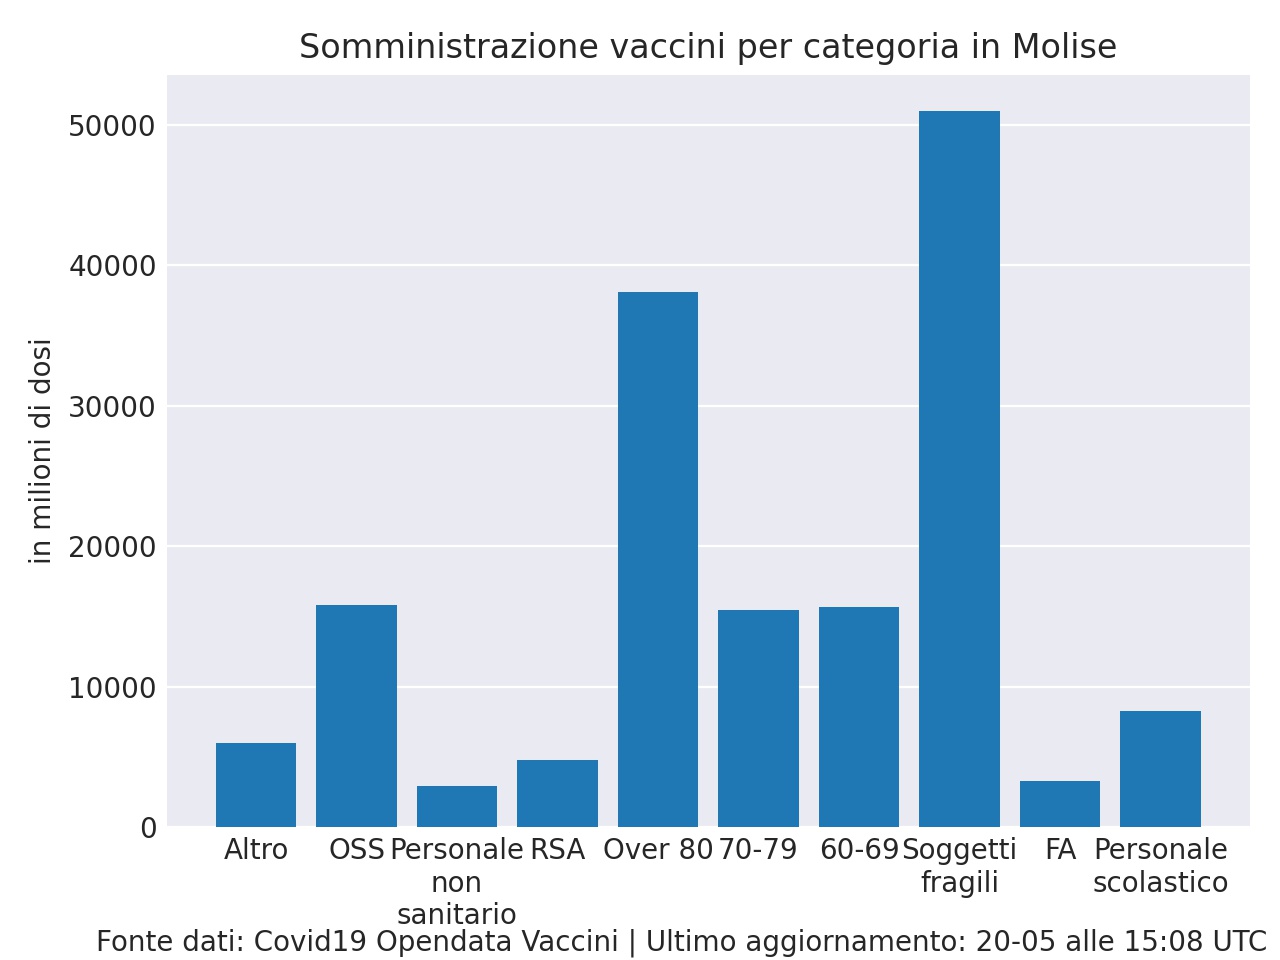 Somministrazione vaccini per categoria in Molise
in milioni di dosi
50000
40000
30000
20000
10000
0
Altro
OSS
Personale
non
sanitario
RSA
Over 80
70-79
60-69
Soggetti
fragili
FA
Personale
scolastico
Fonte dati: Covid19 Opendata Vaccini | Ultimo aggiornamento: 20-05 alle 15:08 UTC